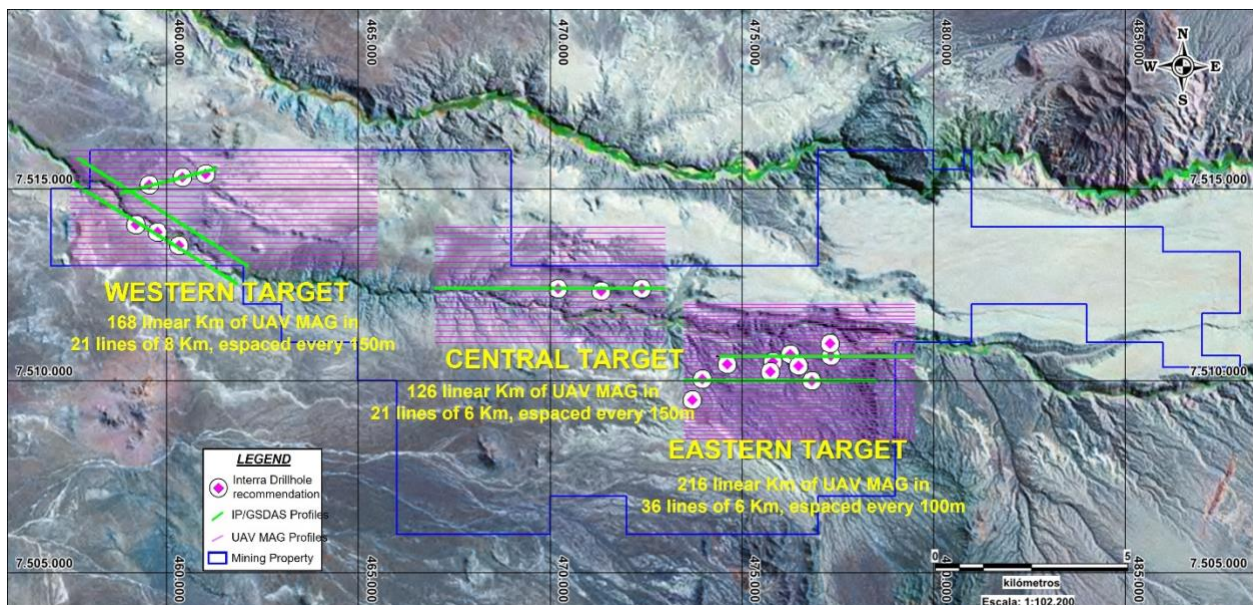 460.000
465.000
470.000
475.000
480.000
485.000
N
W
E
S
7.515.000
7.515.000
WESTERN TARGET
168 linear Km of UAV MAG in
21 lines of 8 Km, espaced every 150m
CENTRAL TARGET
126 linear Km of UAV MAG in
21 lines of 6 Km, espaced every 150m
7.510.000
7.510.000
EASTERN TARGET
216 linear Km of UAV MAG in
36 lines of 6 Km, espaced every 100m
LEGEND
Interra Drillhole
recommendation
IP/GSDAS Profiles
UAV MAG Profiles
Mining Property
7.505.000
7.505.000
0
5
kilómetros
Escala: 1:102.200
460.000
465.000
470.000
475.000
480.000
485.000